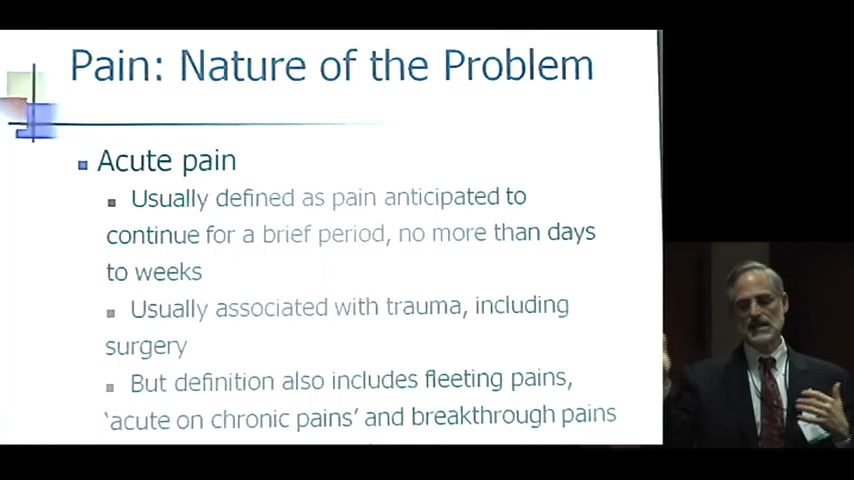 Pain: Nature of the Problem
Acute pain
Usually defined as pain anticipated to
continue for a brief period, no more than days
to weeks
Usually associated with trauma, including
surgery
But definition also includes fleeting pains,
‘acute on chronic pains’ and breakthrough pains